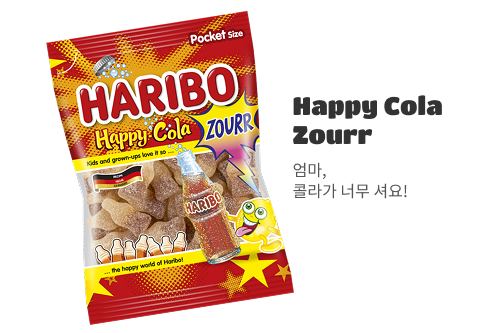 Pocket Size
HARIBO
Happy-Cola
ZOURR
Kids and grown-ups love it so ...
HARIBO
... the happy world of Haribo!
Happy Cola
Zourr
엄마,
콜라가 너무 셔요!